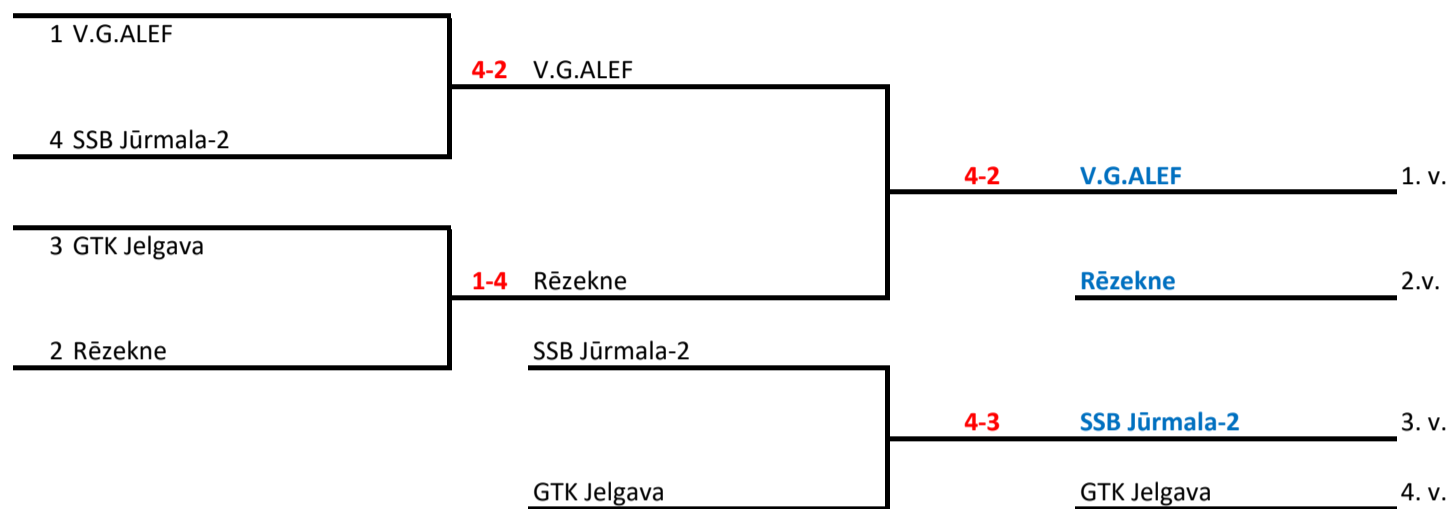 1 V.G.ALEF
4-2 V.G.ALEF
4 SSB Jūrmala-2
4-2 V.G.ALEF 1. v.
3 GTK Jelgava
1-4 Rēzekne Rēzekne 2.v.
2 Rēzekne SSB Jūrmala-2
4-3 SSB Jūrmala-2 3. v.
GTK Jelgava GTK Jelgava 4. v.